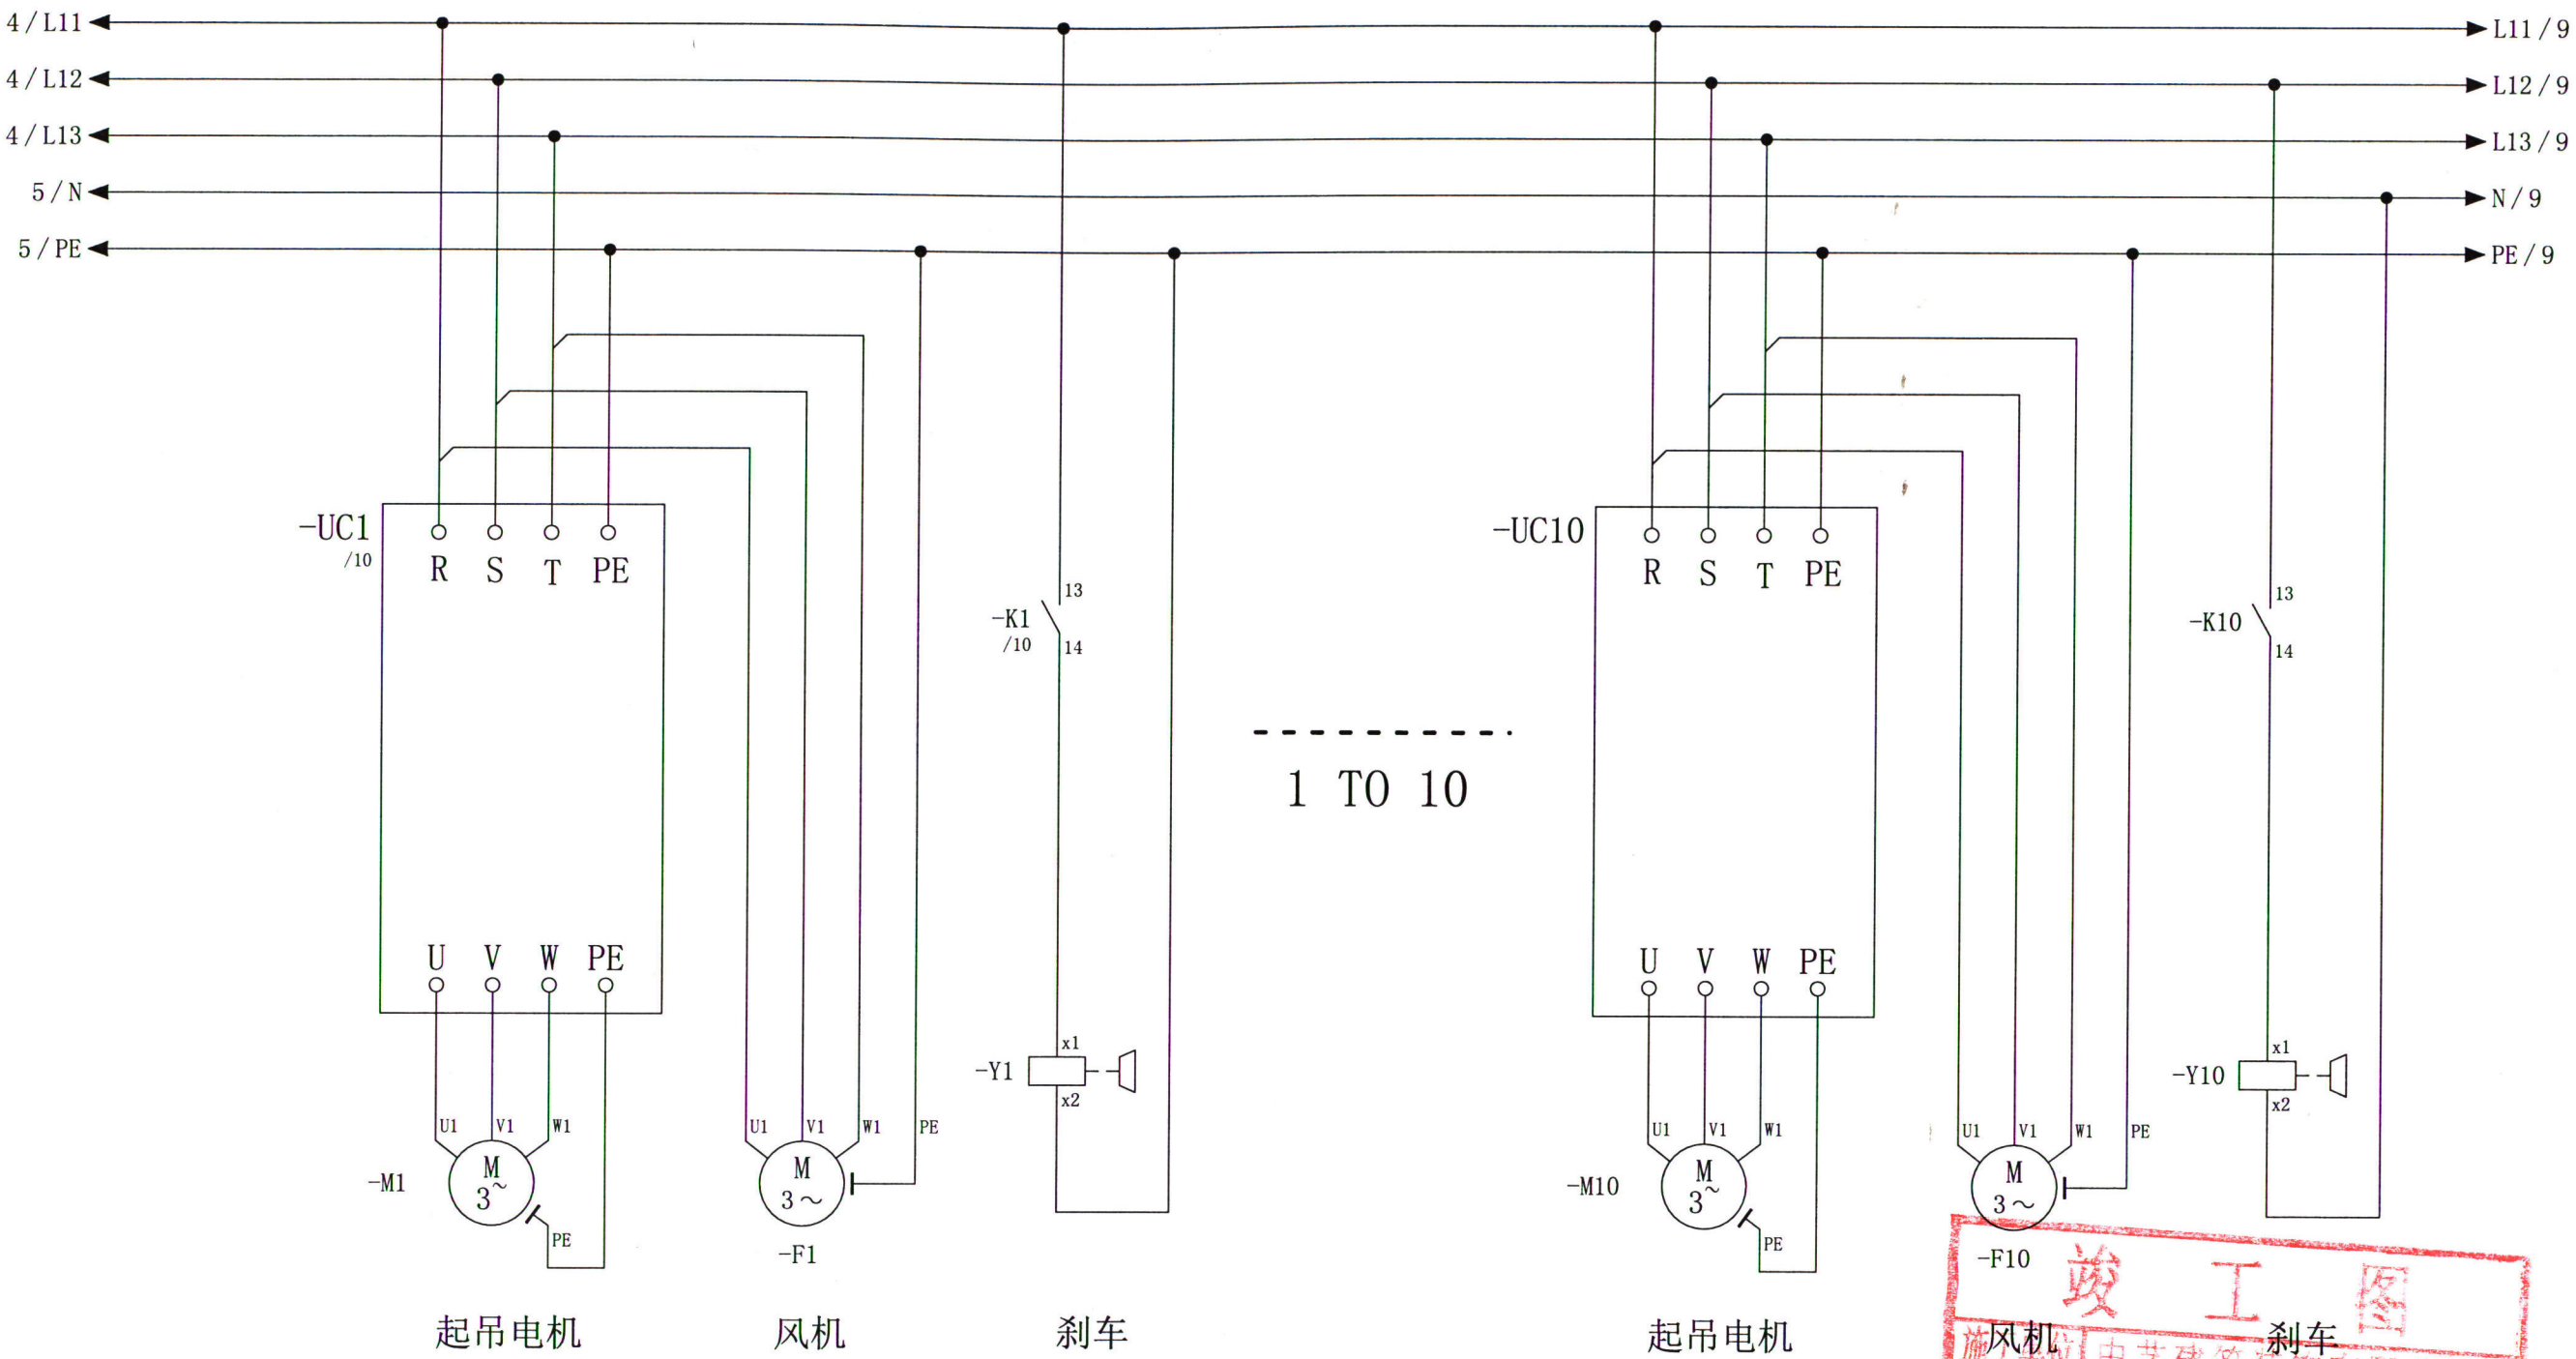 4/L11
L11/9
4/L12
L12/9
4/L13
L13/9
5/N
N/9
5/PE
PE/9
-UC1
/10
R S T PE
-K1
/10
13
14
1 TO 10
-UC10
R S T PE
-K10
13
14
U V W PE
U V W PE
-Y1
x1
x2
-Y10
x1
x2
U1 V1 W1
U1 V1 W1 PE
U1 V1 W1
U1 V1 W1 PE
-M1
M
3~
PE
M
3~
-F1
-M10
M
3~
PE
M
3~
-F10
竣工图
起吊电机 风机 刹车
起吊电机 风机 刹车